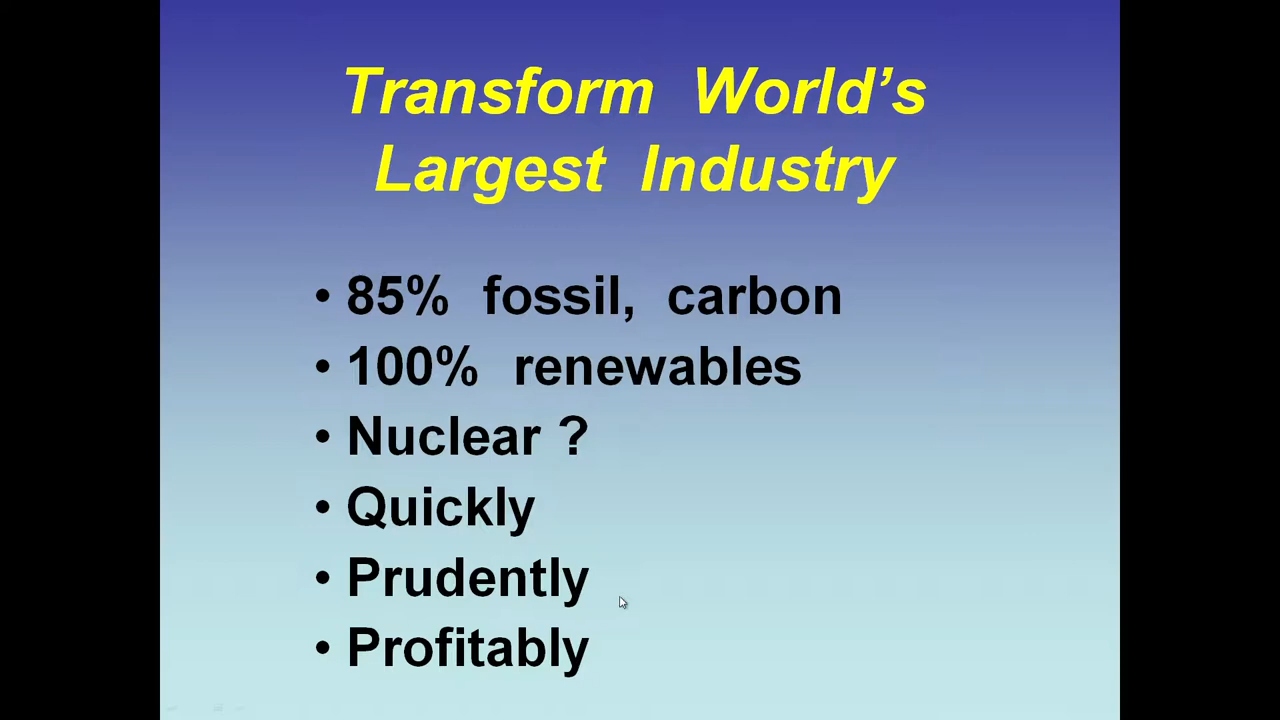 Transform World’s
Largest Industry
• 85% fossil, carbon
• 100% renewables
• Nuclear ?
• Quickly
• Prudently
• Profitably